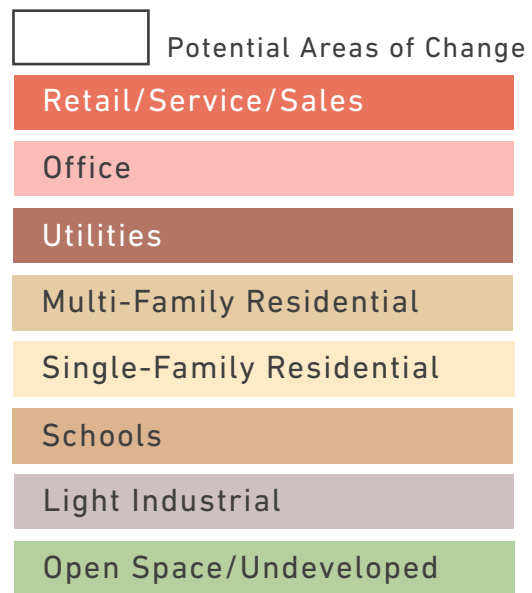 Potential Areas of Change
Retail/Service/Sales
Office
Utilities
Multi-Family Residential
Single-Family Residential
Schools
Light Industrial
Open Space/Undeveloped